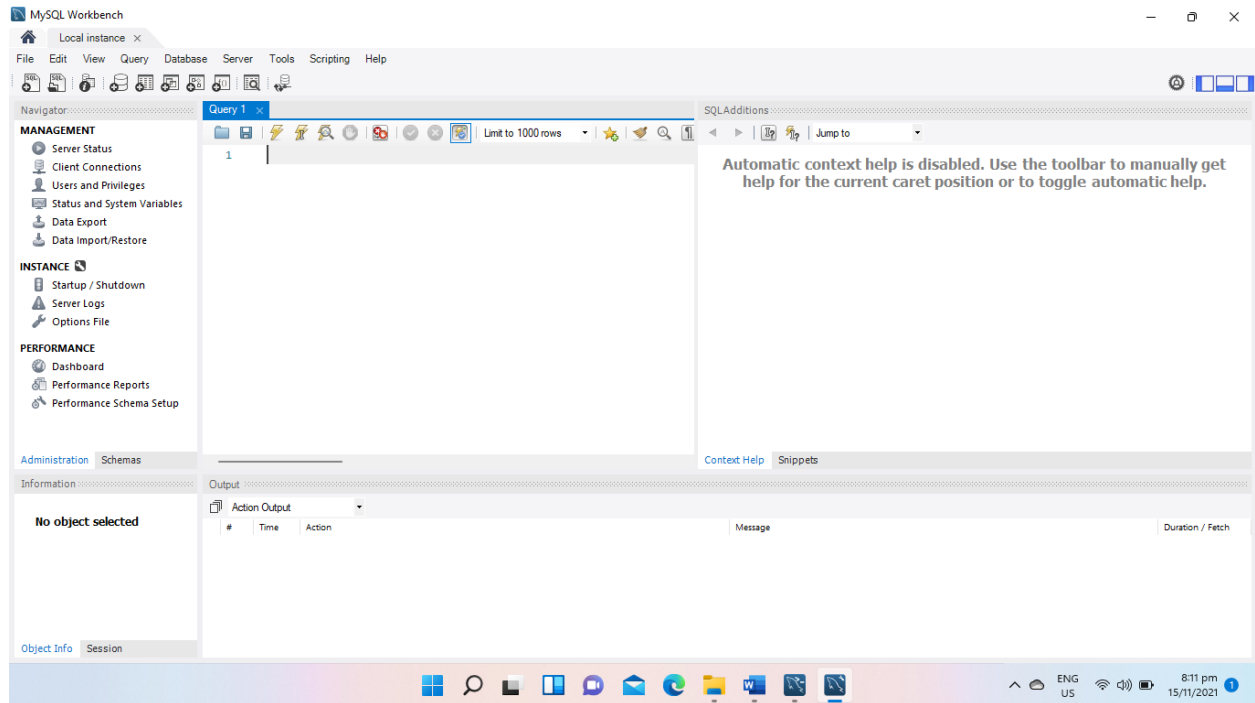 MySQL Workbench
Local instance
File Edit View Query Database Server Tools Scripting Help
Navigator
MANAGEMENT
Server Status
Client Connections
Users and Privileges
Status and System Variables
Data Export
Data Import/Restore
INSTANCE
Startup / Shutdown
Server Logs
Options File
PERFORMANCE
Dashboard
Performance Reports
Performance Schema Setup
Administration Schemas
Query 1
Limit to 1000 rows
1
SQLAdditions
Jump to
Automatic context help is disabled. Use the toolbar to manually get
help for the current caret position or to toggle automatic help.
Context Help Snippets
Information
No object selected
Object Info Session
Output
Action Output
# Time Action Message Duration / Fetch
ENG
US
8:11 pm
15/11/2021
1